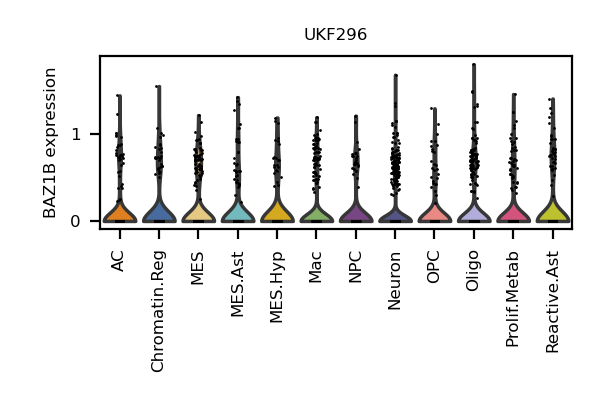 UKF296
BAZ1B expression
1
0
AC
Chromatin.Reg
MES
MES.Ast
MES.Hyp
Mac
NPC
Neuron
OPC
Oligo
Prolif.Metab
Reactive.Ast